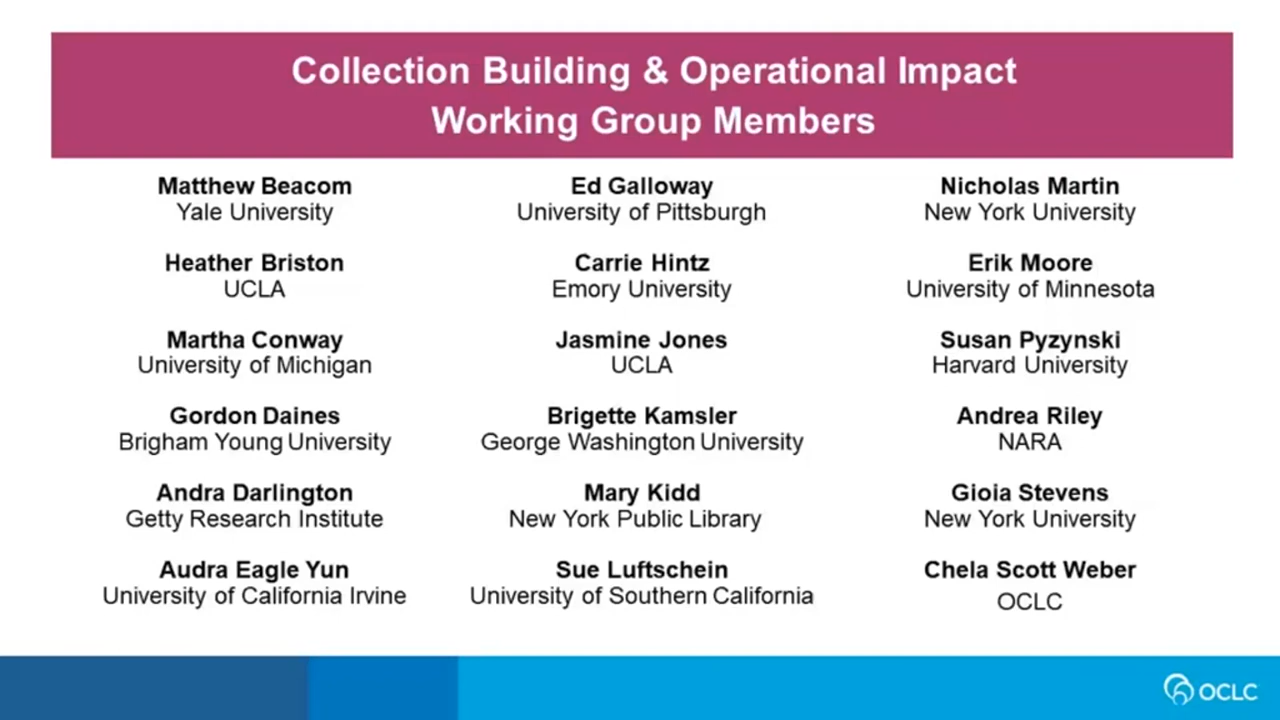 Collection Building & Operational Impact
Working Group Members
Matthew Beacom
Yale University
Heather Briston
UCLA
Martha Conway
University of Michigan
Gordon Daines
Brigham Young University
Andra Darlington
Getty Research Institute
Audra Eagle Yun
University of California Irvine
Ed Galloway
University of Pittsburgh
Carrie Hintz
Emory University
Jasmine Jones
UCLA
Brigette Kamsler
George Washington University
Mary Kidd
New York Public Library
Sue Luftschein
University of Southern California
Nicholas Martin
New York University
Erik Moore
University of Minnesota
Susan Pyzynski
Harvard University
Andrea Riley
NARA
Gioia Stevens
New York University
Chela Scott Weber
OCLC
OCLC